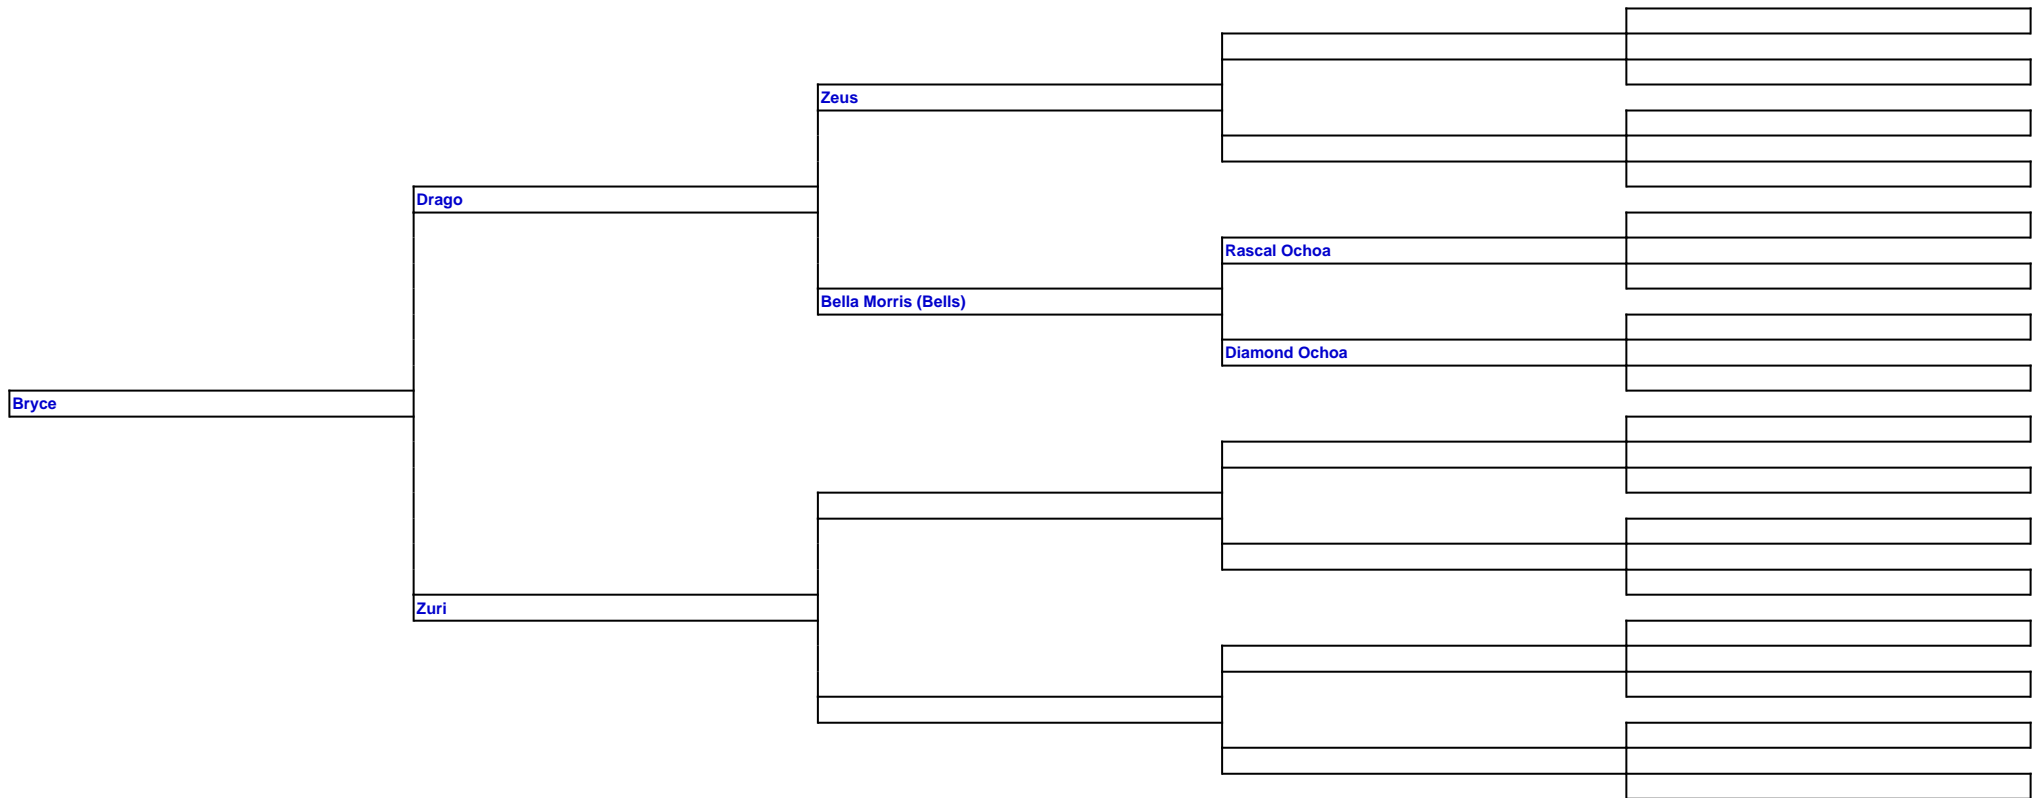 Zeus
Drago
Rascal Ochoa
Bella Morris (Bells)
Diamond Ochoa
Bryce
Zuri